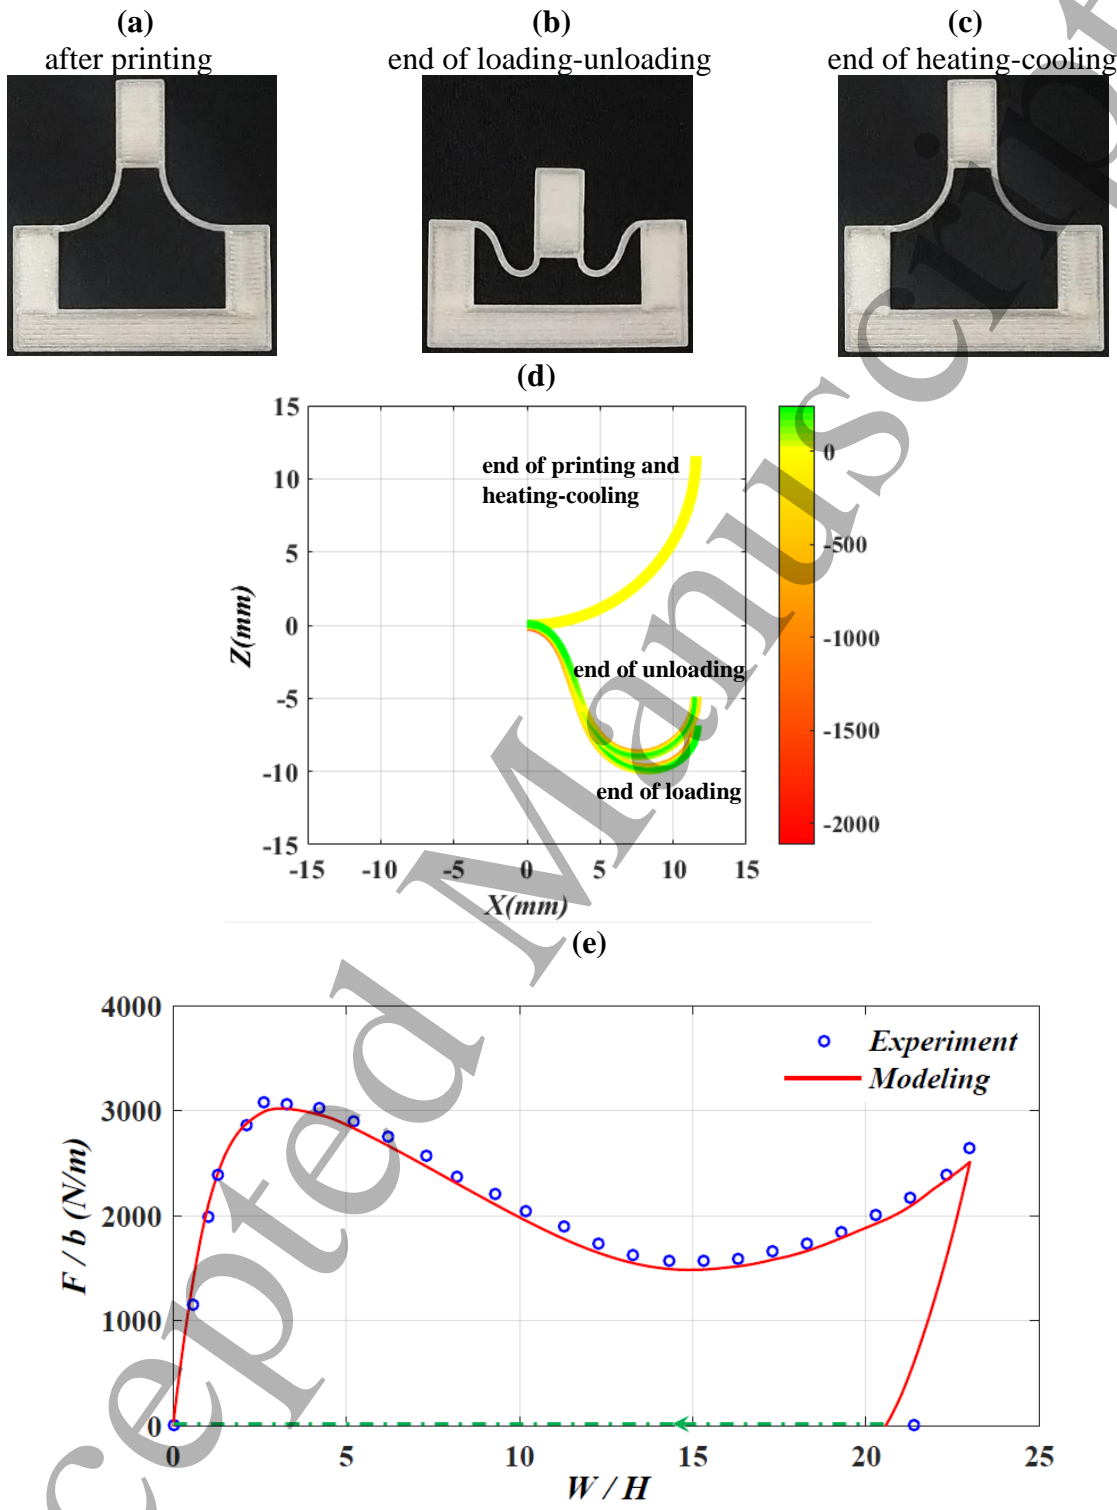 (a) (b) (c)
after printing end of loading-unloading end of heating-cooling
(d)
15
10
5
0
-5
-10
-15
Z(mm)
end of printing and
heating-cooling
end of unloading
end of loading
-15 -10 -5 0 5 10 15
X(mm)
0
-500
-1000
-1500
-2000
(e)
4000
3000
2000
1000
0
F / b (N/m)
Experiment
Modeling
0 5 10 15 20 25
W / H
cepted Manuscript